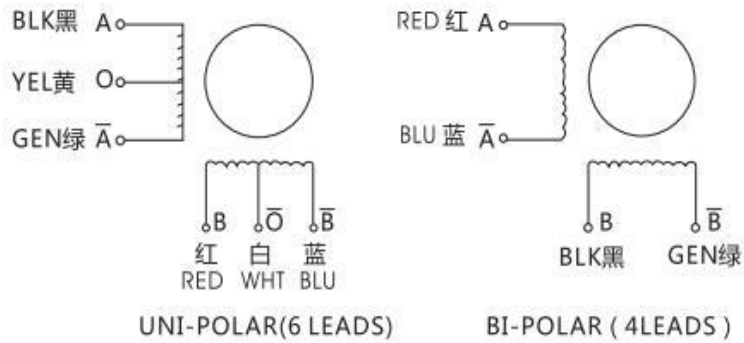 BLK黑 A
YEL黄 O
GEN绿 A̅
B O̅ B̅
红 白 蓝
RED WHT BLU
UNI-POLAR(6 LEADS)
RED 红 A
BLU 蓝 A̅
B B̅
BLK黑 GEN绿
BI-POLAR ( 4LEADS )